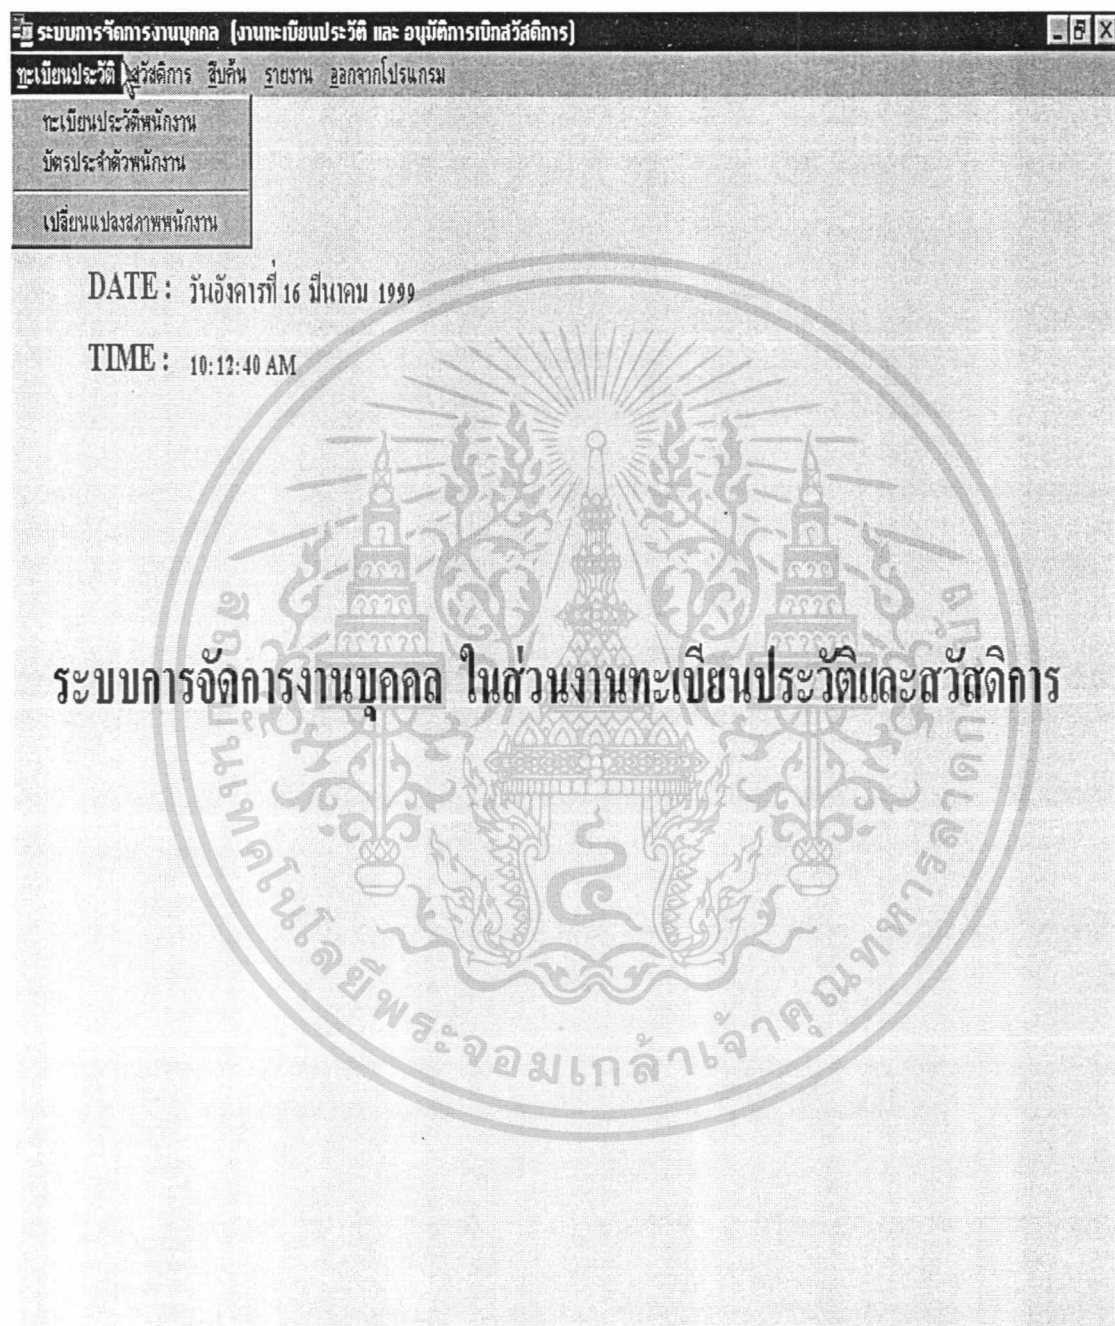 ระบบการจัดการงานบุคคล (งานทะเบียนประวัติ และ อนุมัติการเบิกสวัสดิการ)
ทะเบียนประวัติ สวัสดิการ สืบค้น รายงาน ออกจากโปรแกรม
ทะเบียนประวัติพนักงาน
บัตรประจำตัวพนักงาน
เปลี่ยนแปลงสภาพพนักงาน
DATE : วันอังคารที่ 16 มีนาคม 1999
TIME : 10:12:40 AM
ระบบการจัดการงานบุคคล ในส่วนงานทะเบียนประวัติและสวัสดิการ
สถาบันเทคโนโลยีพระจอมเกล้าเจ้าคุณทหารลาดกระบัง